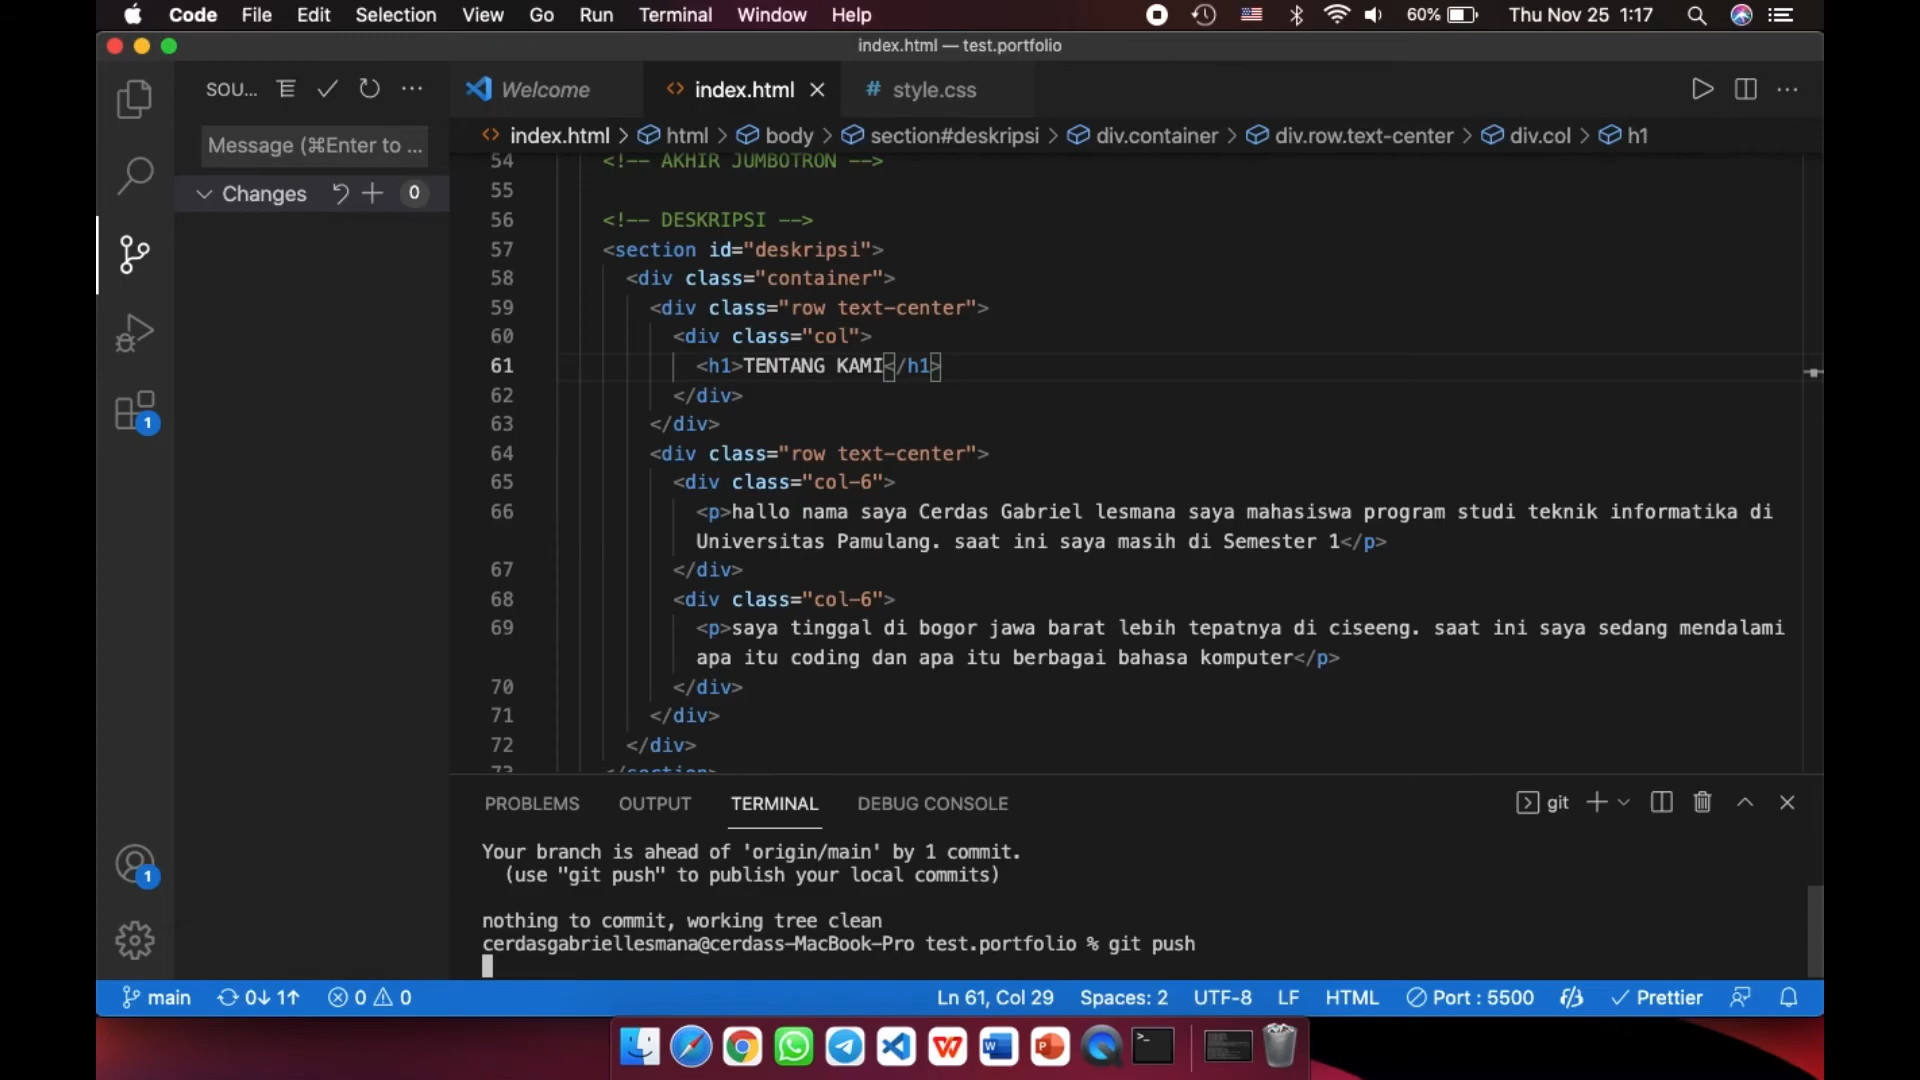 Code File Edit Selection View Go Run Terminal Window Help 60% Thu Nov 25 1:17
index.html — test.portfolio
SOU... Welcome index.html # style.css
Message (⌘Enter to ... index.html > html > body > section#deskripsi > div.container > div.row.text-center > div.col > h1
Changes 0
54 <!-- AKHIR JUMBOTRON -->
55
56 <!-- DESKRIPSI -->
57 <section id="deskripsi">
58 <div class="container">
59 <div class="row text-center">
60 <div class="col">
61 <h1>TENTANG KAMI</h1>
62 </div>
63 </div>
64 <div class="row text-center">
65 <div class="col-6">
66 <p>hallo nama saya Cerdas Gabriel lesmana saya mahasiswa program studi teknik informatika di
Universitas Pamulang. saat ini saya masih di Semester 1</p>
67 </div>
68 <div class="col-6">
69 <p>saya tinggal di bogor jawa barat lebih tepatnya di ciseeng. saat ini saya sedang mendalami
apa itu coding dan apa itu berbagai bahasa komputer</p>
70 </div>
71 </div>
72 </div>
73 </section>
1
PROBLEMS OUTPUT TERMINAL DEBUG CONSOLE git
Your branch is ahead of 'origin/main' by 1 commit.
(use "git push" to publish your local commits)
1
nothing to commit, working tree clean
cerdasgabriellesmana@cerdass-MacBook-Pro test.portfolio % git push
main 0↓ 1↑ 0 0 Ln 61, Col 29 Spaces: 2 UTF-8 LF HTML Port : 5500 Prettier
W P